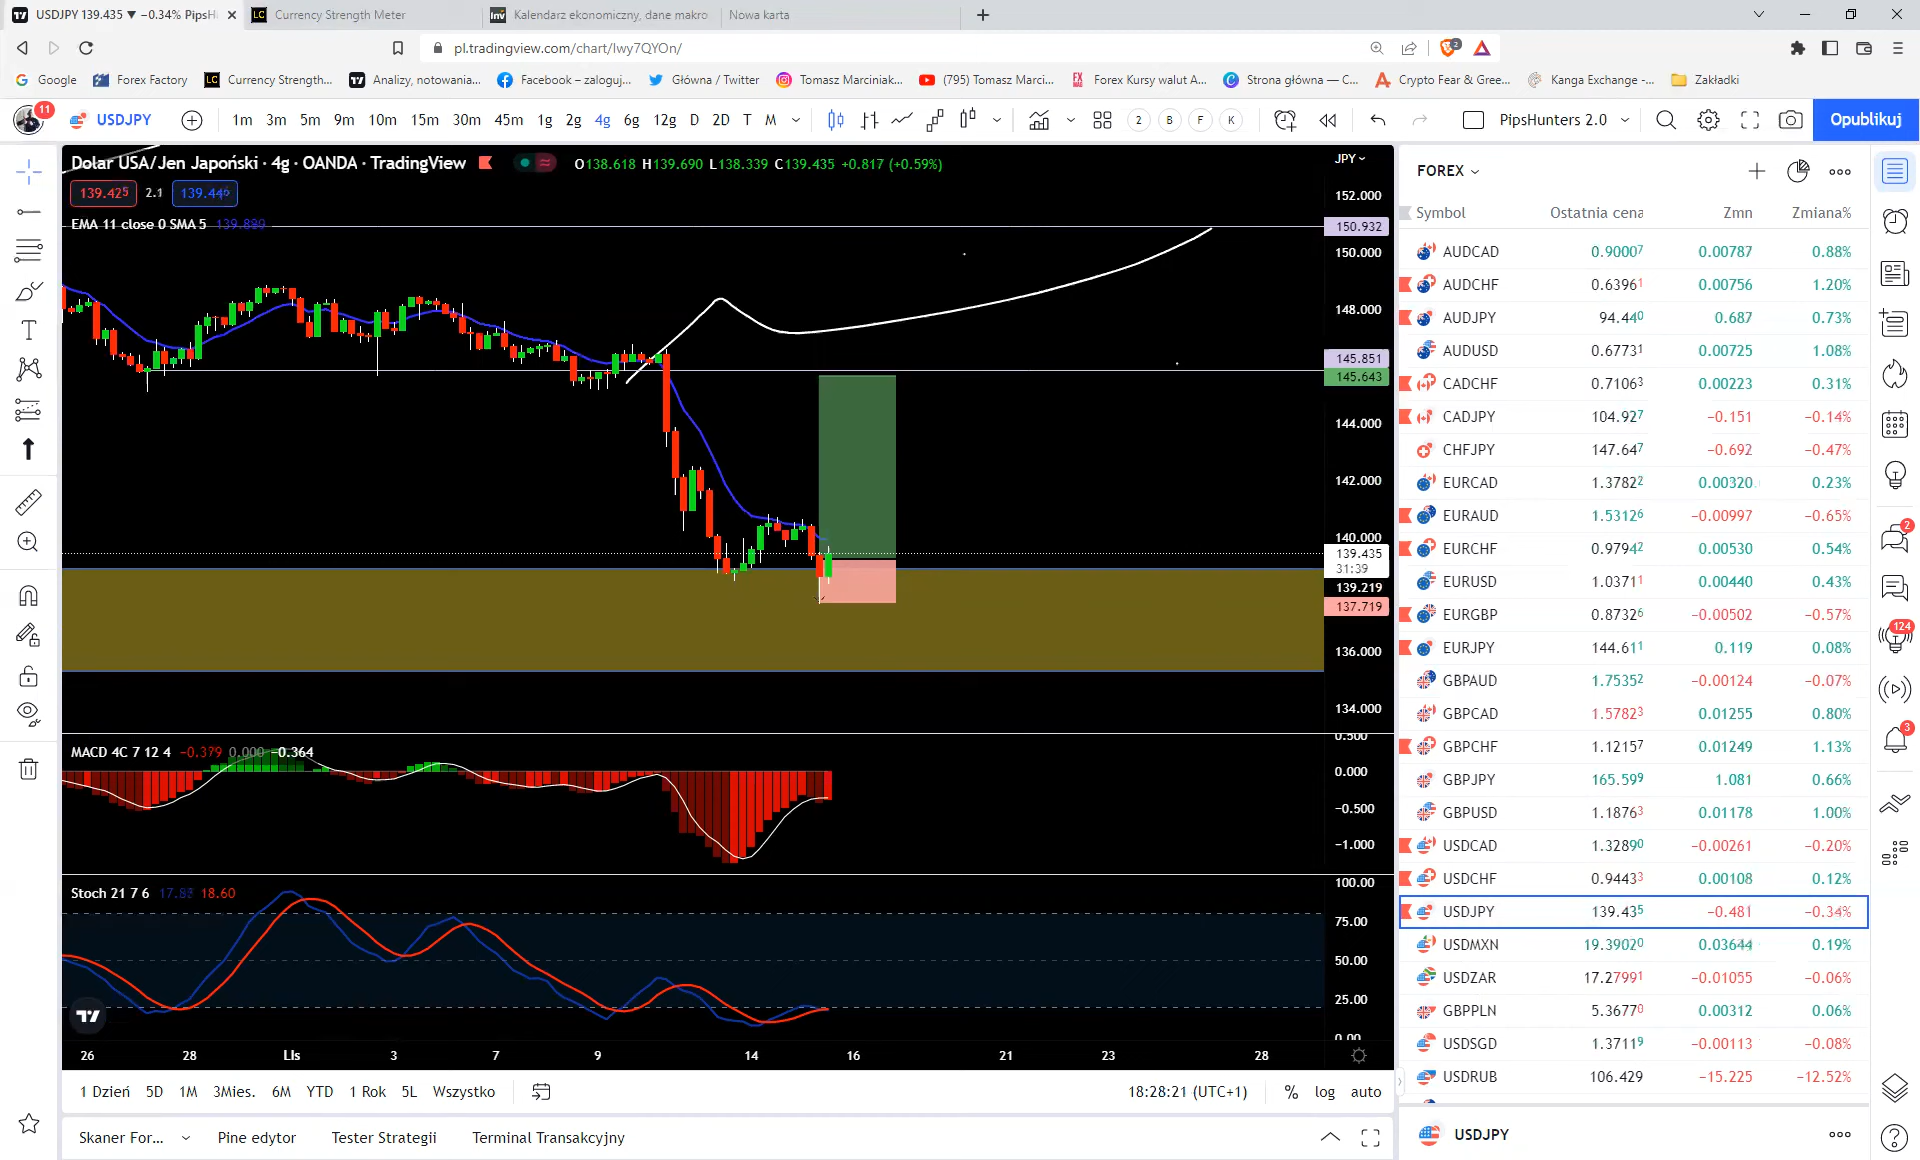 USDJPY 139.435 ▼ −0.34% PipsH
Currency Strength Meter
Kalendarz ekonomiczny, dane makro
Nowa karta
pl.tradingview.com/chart/Iwy7QYOn/
Google
Forex Factory
Currency Strength...
Analizy, notowania...
Facebook – zaloguj...
Główna / Twitter
Tomasz Marciniak...
(795) Tomasz Marci...
Forex Kursy walut A...
Strona główna — C...
Crypto Fear & Gree...
Kanga Exchange -...
Zakładki
11
USDJPY
1m 3m 5m 9m 10m 15m 30m 45m 1g 2g 4g 6g 12g D 2D T M
2 B F K
PipsHunters 2.0
Opublikuj
Dolar USA/Jen Japoński · 4g · OANDA · TradingView
O138.618 H139.690 L138.339 C139.435 +0.817 (+0.59%)
139.425 2.1 139.446
EMA 11 close 0 SMA 5 139.889
JPY
152.000
150.932
150.000
148.000
145.851
145.643
144.000
142.000
140.000
139.435
31:39
139.219
137.719
136.000
134.000
MACD 4C 7 12 4 −0.379 0.000 −0.364
0.500
0.000
−0.500
−1.000
Stoch 21 7 6 17.83 18.60
100.00
75.00
50.00
25.00
0.00
26 28 Lis 3 7 9 14 16 21 23 28
1 Dzień 5D 1M 3Mies. 6M YTD 1 Rok 5L Wszystko
18:28:21 (UTC+1) % log auto
Skaner For... Pine edytor Tester Strategii Terminal Transakcyjny
FOREX
Symbol Ostatnia cena Zmn Zmiana%
AUDCAD 0.90007 0.00787 0.88%
AUDCHF 0.63961 0.00756 1.20%
AUDJPY 94.440 0.687 0.73%
AUDUSD 0.67731 0.00725 1.08%
CADCHF 0.71063 0.00223 0.31%
CADJPY 104.927 −0.151 −0.14%
CHFJPY 147.647 −0.692 −0.47%
EURCAD 1.37822 0.00320 0.23%
EURAUD 1.53126 −0.00997 −0.65%
EURCHF 0.97942 0.00530 0.54%
EURUSD 1.03711 0.00440 0.43%
EURGBP 0.87326 −0.00502 −0.57%
EURJPY 144.611 0.119 0.08%
GBPAUD 1.75352 −0.00124 −0.07%
GBPCAD 1.57823 0.01255 0.80%
GBPCHF 1.12157 0.01249 1.13%
GBPJPY 165.599 1.081 0.66%
GBPUSD 1.18763 0.01178 1.00%
USDCAD 1.32890 −0.00261 −0.20%
USDCHF 0.94433 0.00108 0.12%
USDJPY 139.435 −0.481 −0.34%
USDMXN 19.39020 0.03644 0.19%
USDZAR 17.27991 −0.01055 −0.06%
GBPPLN 5.36770 0.00312 0.06%
USDSGD 1.37119 −0.00113 −0.08%
USDRUB 106.429 −15.225 −12.52%
USDJPY
2
124
3